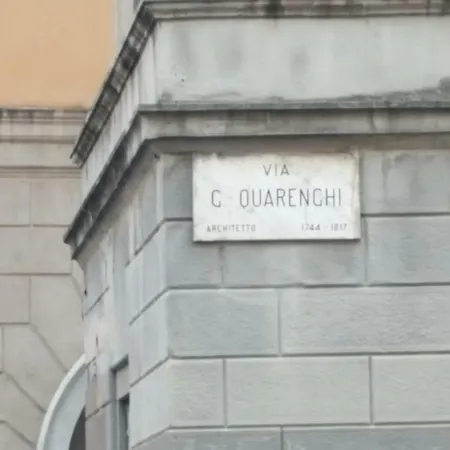 VIA
G. QUARENGHI
ARCHITETTO 1744-1817